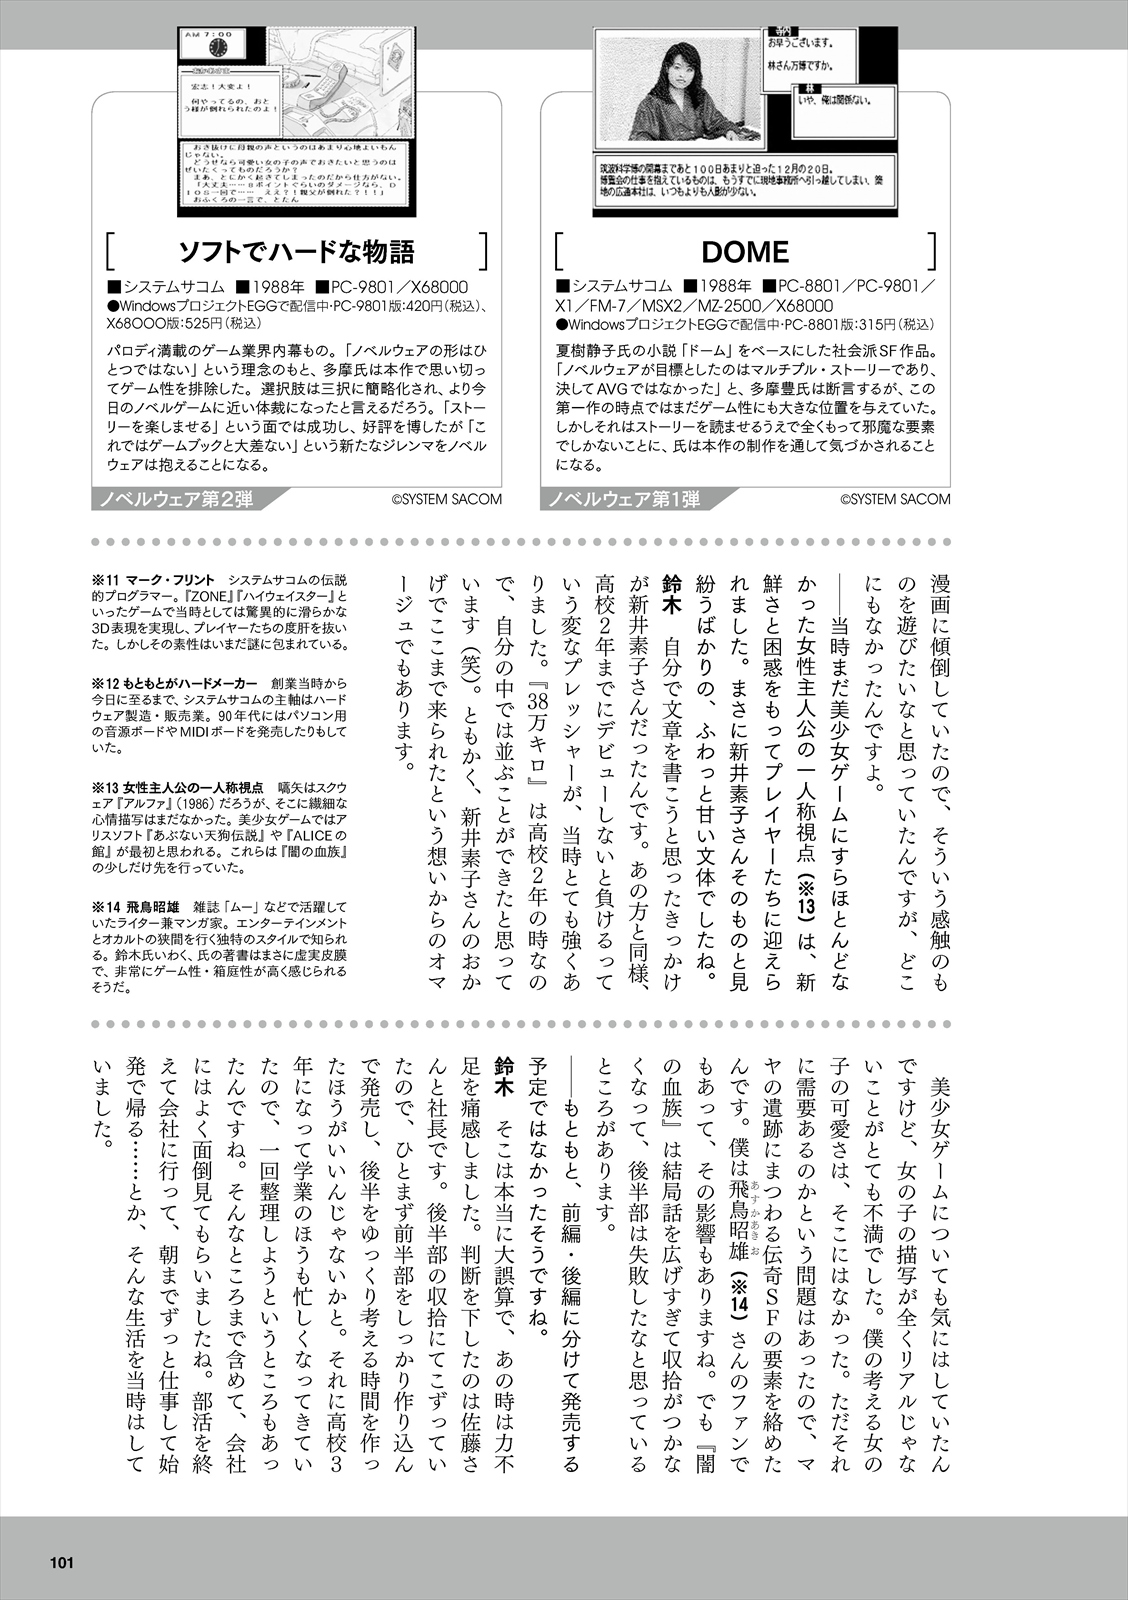 寺内
お早うございます。
林さん万博ですか。
林
いや、俺は関係ない。
筑波科学博の開幕まであと100日あまりと迫った12月の20日。
博覧会の仕事を抱えているものは、もうすでに現地事務所へ引っ越してしまい、築
地の広通本社は、いつもよりも人影が少ない。
DOME
■システムサコム ■1988年 ■PC-8801／PC-9801／
X1／FM-7／MSX2／MZ-2500／X68000
●WindowsプロジェクトEGGで配信中・PC-8801版：315円（税込）
夏樹静子氏の小説「ドーム」をベースにした社会派SF作品。
「ノベルウェアが目標としたのはマルチプル・ストーリーであり、
決してAVGではなかった」と、多摩豊氏は断言するが、この
第一作の時点ではまだゲーム性にも大きな位置を与えていた。
しかしそれはストーリーを読ませるうえで全くもって邪魔な要素
でしかないことに、氏は本作の制作を通して気づかされること
になる。
ノベルウェア第1弾
©SYSTEM SACOM
AM 7:00
宏志！大変よ！
何やってるの、おと
う様が倒れられたのよ！
おき抜けに母親の声というのはあまり心地よいもん
じゃない。
どうせなら可愛い女の子の声でおきたいと思うのは
ぜいたくってものだろうか？
まあ、とにかく起きてしまったのだから仕方がない。
「大丈夫……8ポイントぐらいのダメージなら、D
IOS一回で…… ええ？！親父が倒れた？！！」
おふくろの一言で、とたん
ソフトでハードな物語
■システムサコム ■1988年 ■PC-9801／X68000
●WindowsプロジェクトEGGで配信中・PC-9801版：420円（税込）、
X68000版：525円（税込）
パロディ満載のゲーム業界内幕もの。「ノベルウェアの形はひ
とつではない」という理念のもと、多摩氏は本作で思い切っ
てゲーム性を排除した。選択肢は三択に簡略化され、より今
日のノベルゲームに近い体裁になったと言えるだろう。「ストー
リーを楽しませる」という面では成功し、好評を博したが「こ
れではゲームブックと大差ない」という新たなジレンマをノベル
ウェアは抱えることになる。
ノベルウェア第2弾
©SYSTEM SACOM
漫画に傾倒していたので、そういう感触のも
のを遊びたいなと思っていたんですが、どこ
にもなかったんですよ。
――当時まだ美少女ゲームにすらほとんどな
かった女性主人公の一人称視点（※13）は、新
鮮さと困惑をもってプレイヤーたちに迎えら
れました。まさに新井素子さんそのものと見
紛うばかりの、ふわっと甘い文体でしたね。
鈴木　自分で文章を書こうと思ったきっかけ
が新井素子さんだったんです。あの方と同様、
高校2年までにデビューしないと負けるって
いう変なプレッシャーが、当時とても強くあ
りました。『38万キロ』は高校2年の時なの
で、自分の中では並ぶことができたと思って
います（笑）。ともかく、新井素子さんのおか
げでここまで来られたという想いからのオマ
ージュでもあります。
※11 マーク・フリント　システムサコムの伝説
的プログラマー。『ZONE』『ハイウェイスター』と
いったゲームで当時としては驚異的に滑らかな
3D表現を実現し、プレイヤーたちの度肝を抜い
た。しかしその素性はいまだ謎に包まれている。
※12 もともとがハードメーカー　創業当時から
今日に至るまで、システムサコムの主軸はハード
ウェア製造・販売業。90年代にはパソコン用
の音源ボードやMIDIボードを発売したりもして
いた。
※13 女性主人公の一人称視点　嚆矢はスクウ
ェア『アルファ』（1986）だろうが、そこに繊細な
心情描写はまだなかった。美少女ゲームではア
リスソフト『あぶない天狗伝説』や『ALICEの
館』が最初と思われる。これらは『闇の血族』
の少しだけ先を行っていた。
※14 飛鳥昭雄　雑誌「ムー」などで活躍して
いたライター兼マンガ家。エンターテインメント
とオカルトの狭間を行く独特のスタイルで知られ
る。鈴木氏いわく、氏の著書はまさに虚実皮膜
で、非常にゲーム性・箱庭性が高く感じられる
そうだ。
美少女ゲームについても気にはしていたん
ですけど、女の子の描写が全くリアルじゃな
いことがとても不満でした。僕の考える女の
子の可愛さは、そこにはなかった。ただそれ
に需要あるのかという問題はあったので、マ
ヤの遺跡にまつわる伝奇SFの要素を絡めた
んです。僕は飛鳥昭雄（※14）さんのファンで
あすかあきお
もあって、その影響もありますね。でも『闇
の血族』は結局話を広げすぎて収拾がつかな
くなって、後半部は失敗したなと思っている
ところがあります。
――もともと、前編・後編に分けて発売する
予定ではなかったそうですね。
鈴木　そこは本当に大誤算で、あの時は力不
足を痛感しました。判断を下したのは佐藤さ
んと社長です。後半部の収拾にてこずってい
たので、ひとまず前半部をしっかり作り込ん
で発売し、後半をゆっくり考える時間を作っ
たほうがいいんじゃないかと。それに高校3
年になって学業のほうも忙しくなってきてい
たので、一回整理しようというところもあっ
たんですね。そんなところまで含めて、会社
にはよく面倒見てもらいましたね。部活を終
えて会社に行って、朝までずっと仕事して始
発で帰る……とか、そんな生活を当時はして
いました。
101